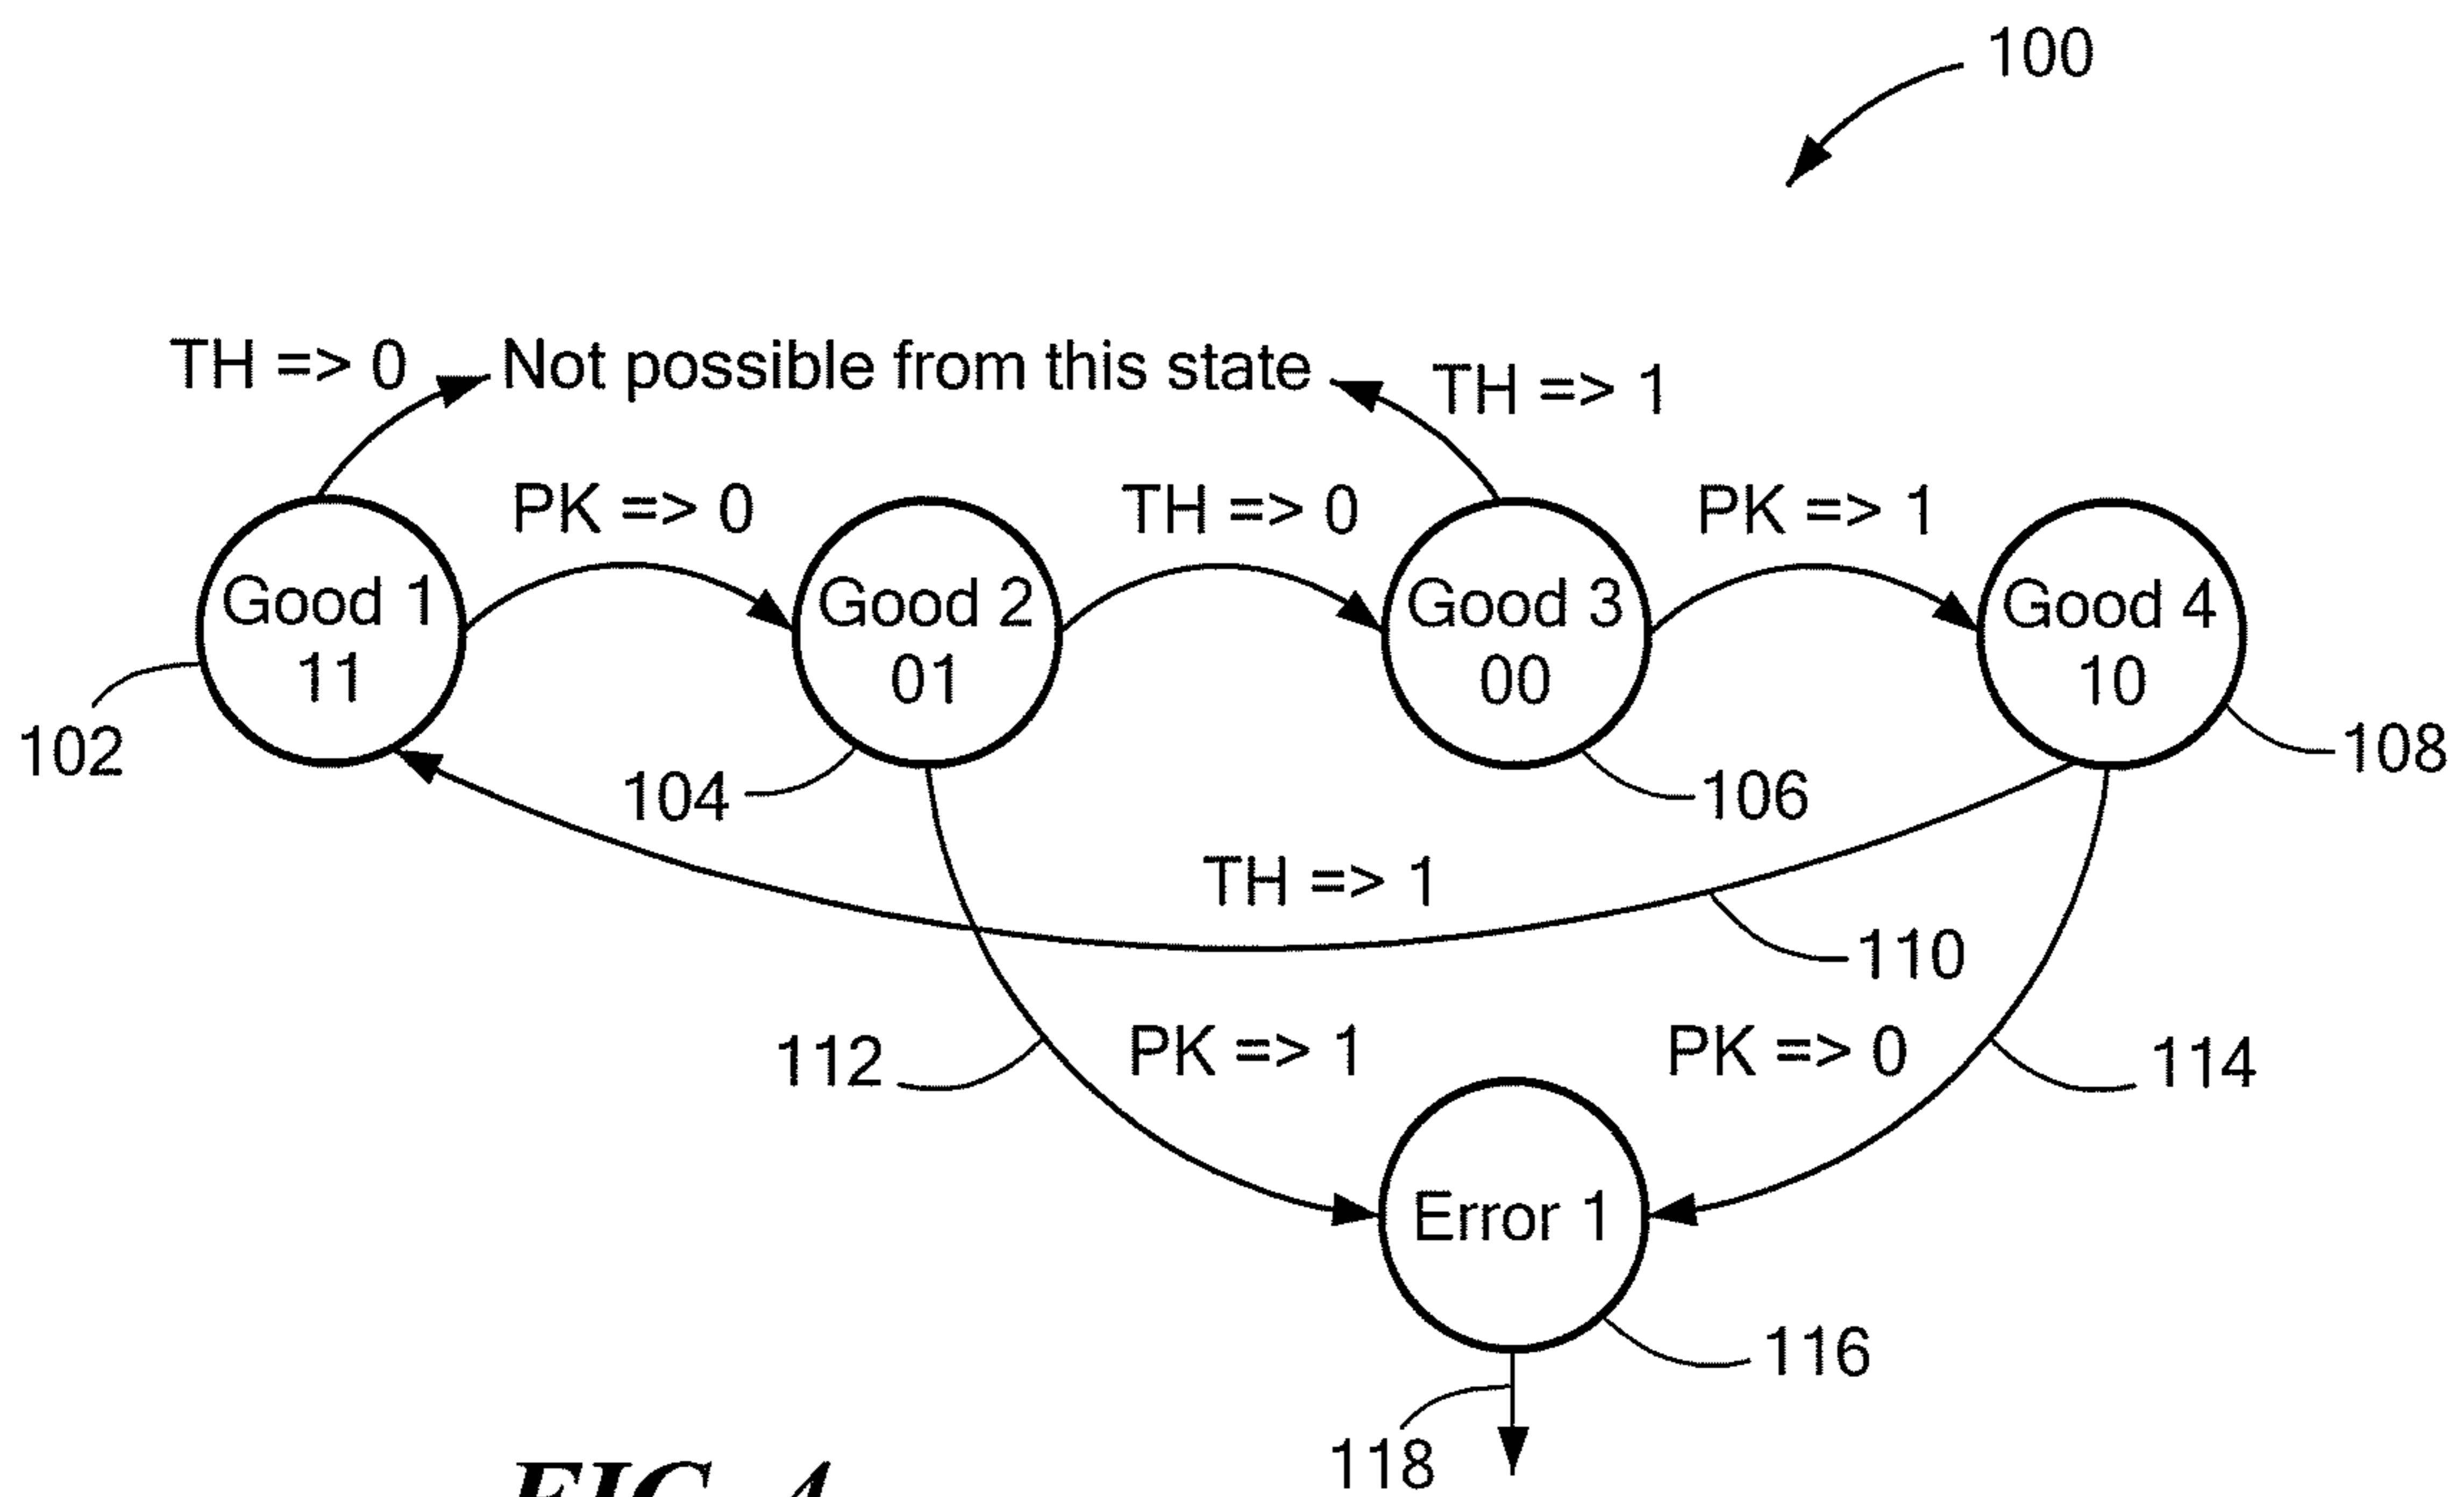 100
TH => 0
Not possible from this state
TH => 1
PK => 0
TH => 0
PK => 1
Good 1
11
Good 2
01
Good 3
00
Good 4
10
102
104
106
108
TH => 1
110
112
PK => 1
PK => 0
114
Error 1
116
118
FIG. 4